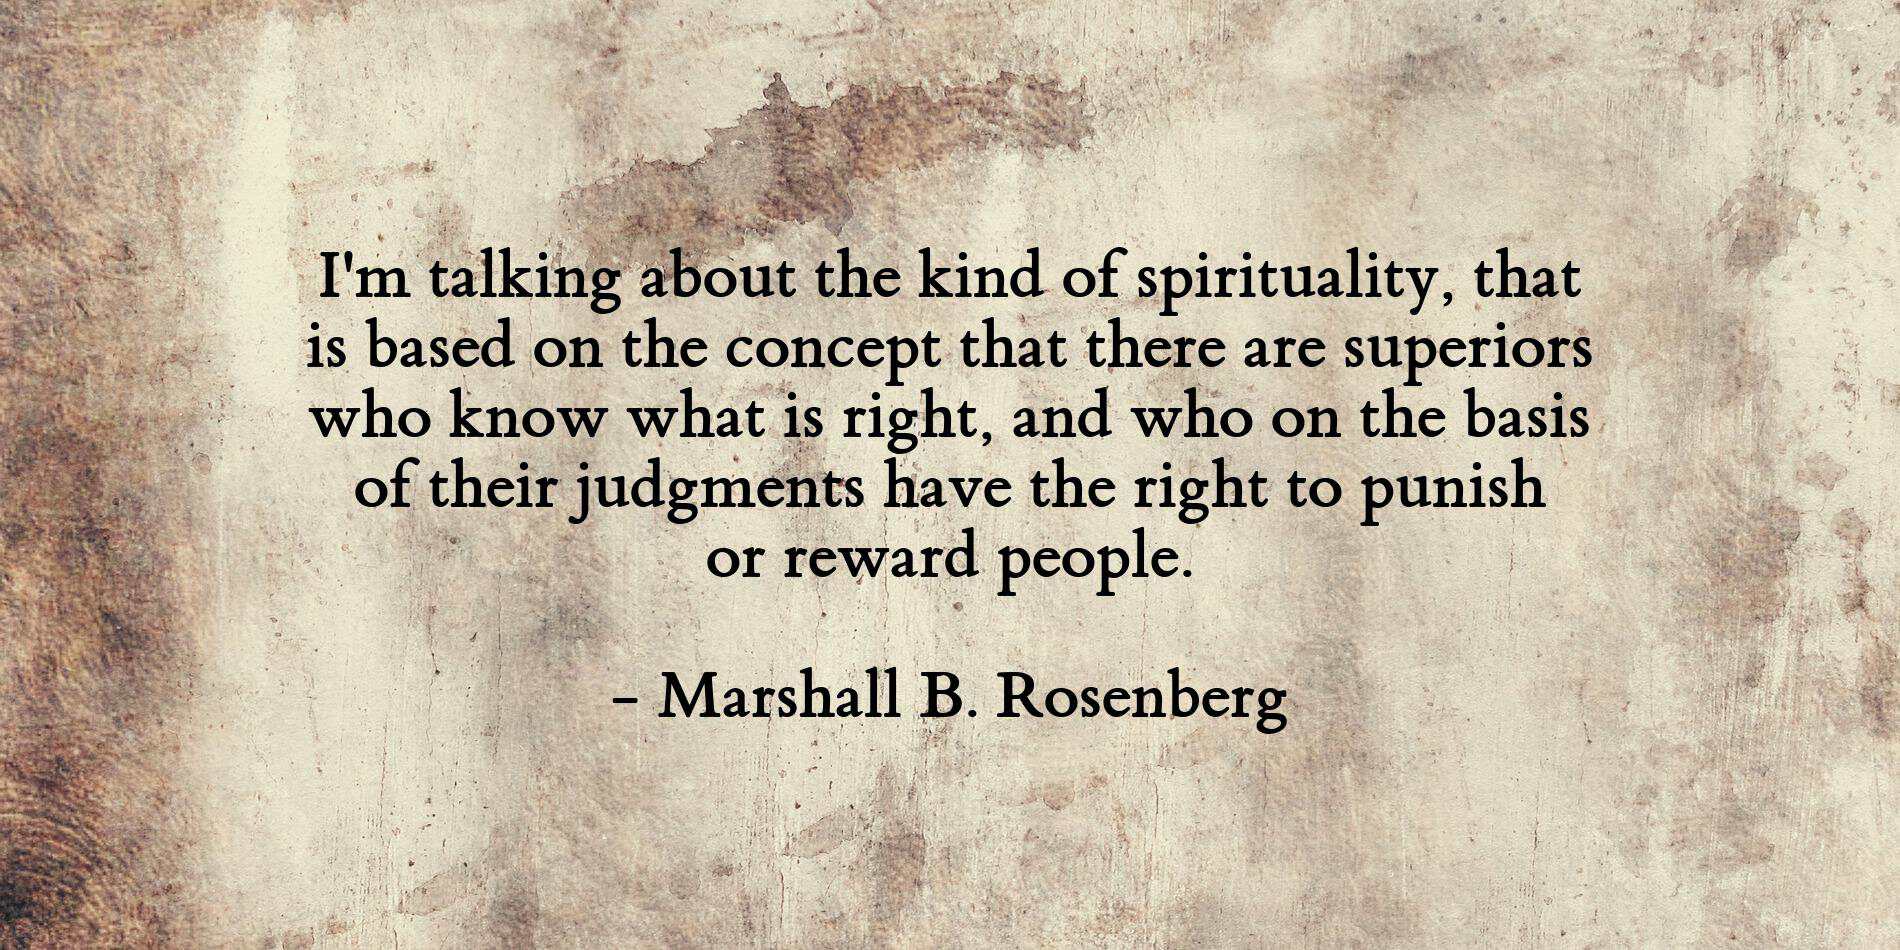 I'm talking about the kind of spirituality, that
is based on the concept that there are superiors
who know what is right, and who on the basis
of their judgments have the right to punish
or reward people.
- Marshall B. Rosenberg